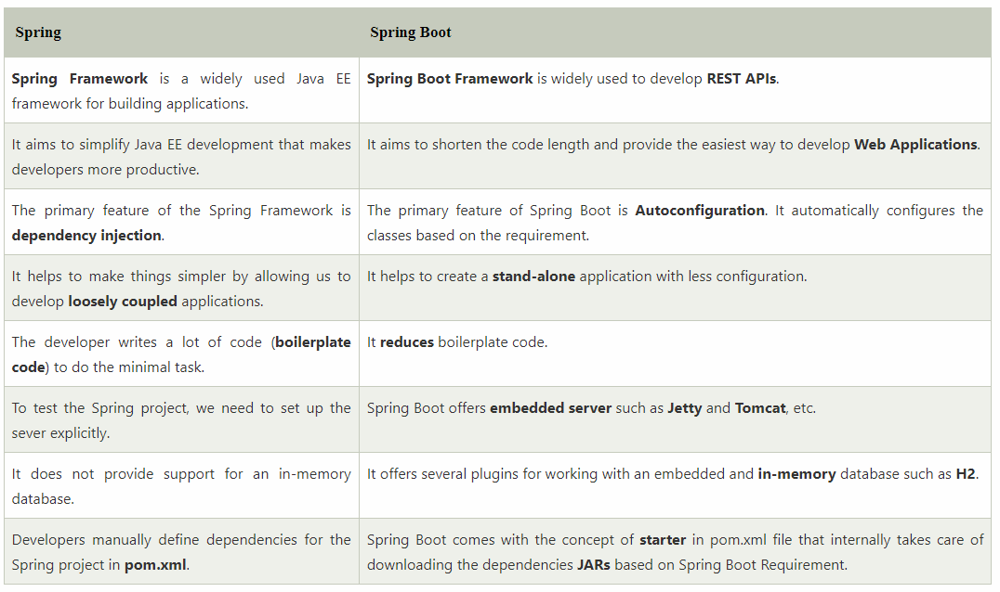 Spring
Spring Boot
Spring Framework is a widely used Java EE
framework for building applications.
Spring Boot Framework is widely used to develop REST APIs.
It aims to simplify Java EE development that makes
developers more productive.
It aims to shorten the code length and provide the easiest way to develop Web Applications.
The primary feature of the Spring Framework is
dependency injection.
The primary feature of Spring Boot is Autoconfiguration. It automatically configures the
classes based on the requirement.
It helps to make things simpler by allowing us to
develop loosely coupled applications.
It helps to create a stand-alone application with less configuration.
The developer writes a lot of code (boilerplate
code) to do the minimal task.
It reduces boilerplate code.
To test the Spring project, we need to set up the
sever explicitly.
Spring Boot offers embedded server such as Jetty and Tomcat, etc.
It does not provide support for an in-memory
database.
It offers several plugins for working with an embedded and in-memory database such as H2.
Developers manually define dependencies for the
Spring project in pom.xml.
Spring Boot comes with the concept of starter in pom.xml file that internally takes care of
downloading the dependencies JARs based on Spring Boot Requirement.